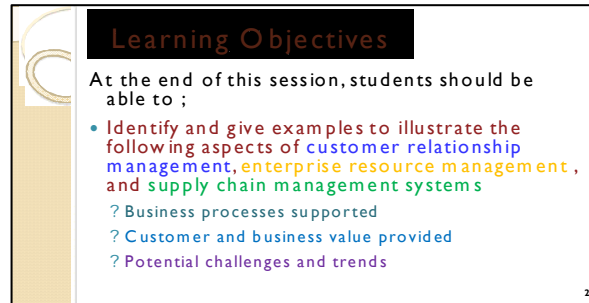 Learning Objectives
At the end of this session, students should be
able to ;
• Identify and give examples to illustrate the
following aspects of customer relationship
management, enterprise resource management ,
and supply chain management systems
? Business processes supported
? Customer and business value provided
? Potential challenges and trends
2